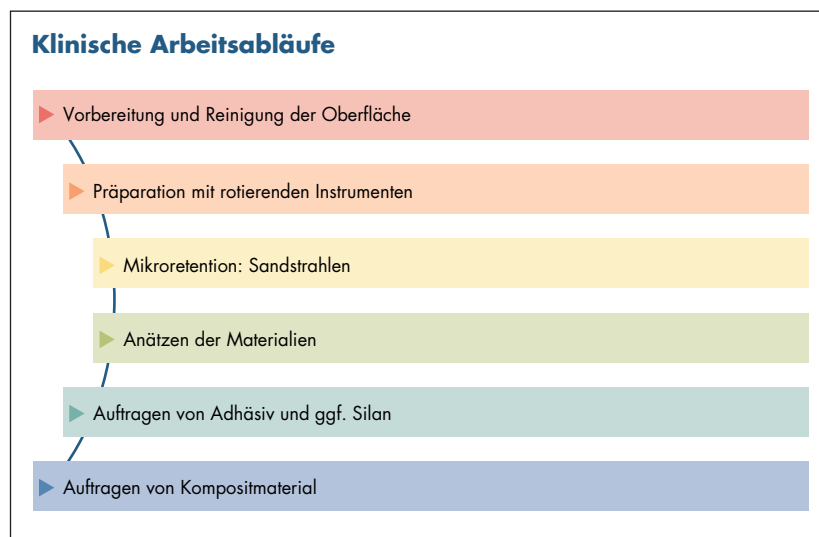 Klinische Arbeitsabläufe
Vorbereitung und Reinigung der Oberfläche
Präparation mit rotierenden Instrumenten
Mikroretention: Sandstrahlen
Anätzen der Materialien
Auftragen von Adhäsiv und ggf. Silan
Auftragen von Kompositmaterial